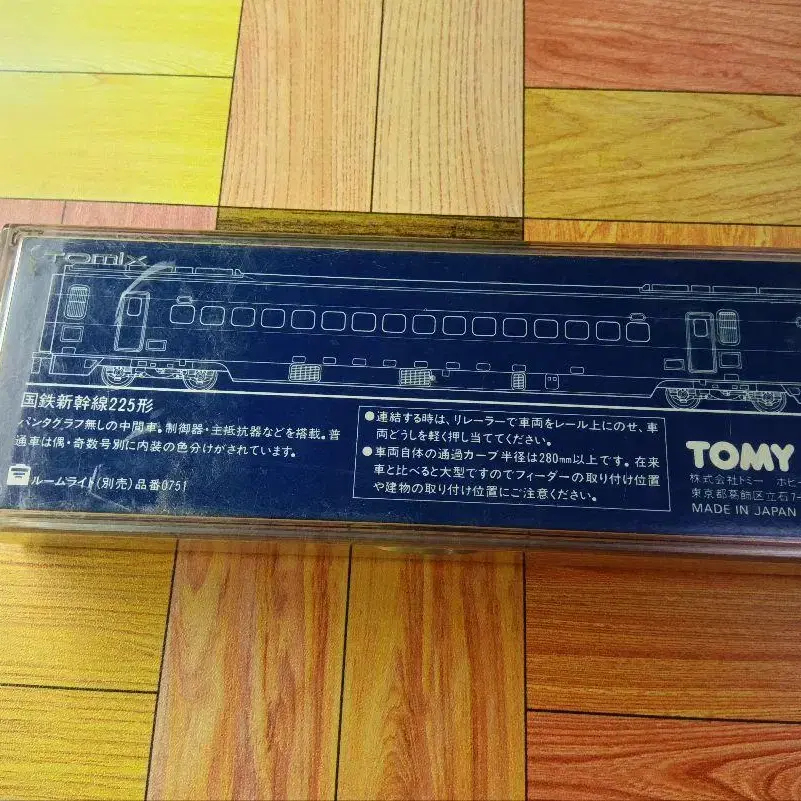 TOMIX
国鉄新幹線225形
パンタグラフ無しの中間車。制御器・主抵抗器などを搭載。普
通車は偶・奇数号別に内装の色分けがされています。
ルームライト(別売)品番0751
●連結する時は、リレーラーで車両をレール上にのせ、車
両どうしを軽く押し当ててください。
●車両自体の通過カーブ半径は280mm以上です。在来
車と比べると大型ですのでフィーダーの取り付け位置
や建物の取り付け位置にご注意ください。
TOMY
株式会社トミー ホビー
東京都葛飾区立石7-
MADE IN JAPAN